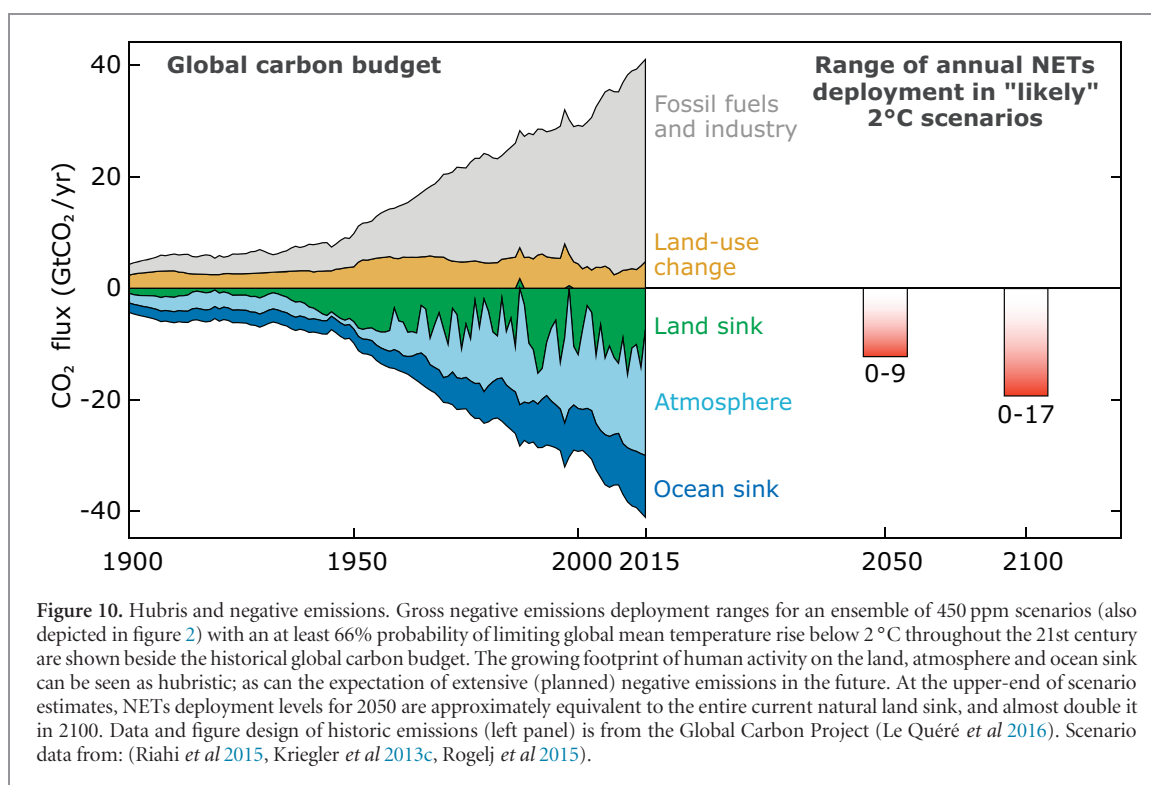 Global carbon budget
Range of annual NETs
deployment in "likely"
2°C scenarios
CO₂ flux (GtCO₂/yr)
40
20
0
-20
-40
Fossil fuels
and industry
Land-use
change
Land sink
Atmosphere
Ocean sink
0-9
0-17
1900
1950
2000
2015
2050
2100
Figure 10. Hubris and negative emissions. Gross negative emissions deployment ranges for an ensemble of 450 ppm scenarios (also
depicted in figure 2) with an at least 66% probability of limiting global mean temperature rise below 2 °C throughout the 21st century
are shown beside the historical global carbon budget. The growing footprint of human activity on the land, atmosphere and ocean sink
can be seen as hubristic; as can the expectation of extensive (planned) negative emissions in the future. At the upper-end of scenario
estimates, NETs deployment levels for 2050 are approximately equivalent to the entire current natural land sink, and almost double it
in 2100. Data and figure design of historic emissions (left panel) is from the Global Carbon Project (Le Quéré et al 2016). Scenario
data from: (Riahi et al 2015, Kriegler et al 2013c, Rogelj et al 2015).